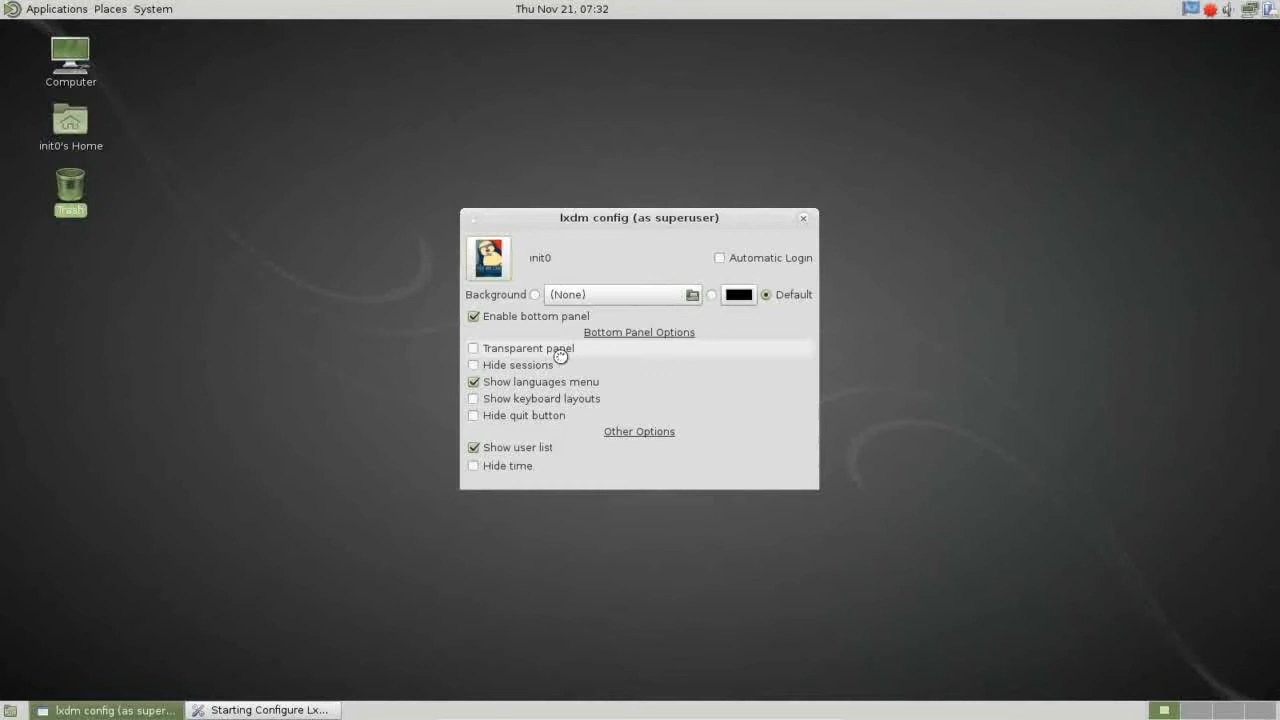 Applications Places System
Thu Nov 21, 07:32
Computer
init0's Home
Trash
lxdm config (as superuser)
init0
Automatic Login
Background
(None)
Default
Enable bottom panel
Bottom Panel Options
Transparent panel
Hide sessions
Show languages menu
Show keyboard layouts
Hide quit button
Other Options
Show user list
Hide time
lxdm config (as super...
Starting Configure Lx...